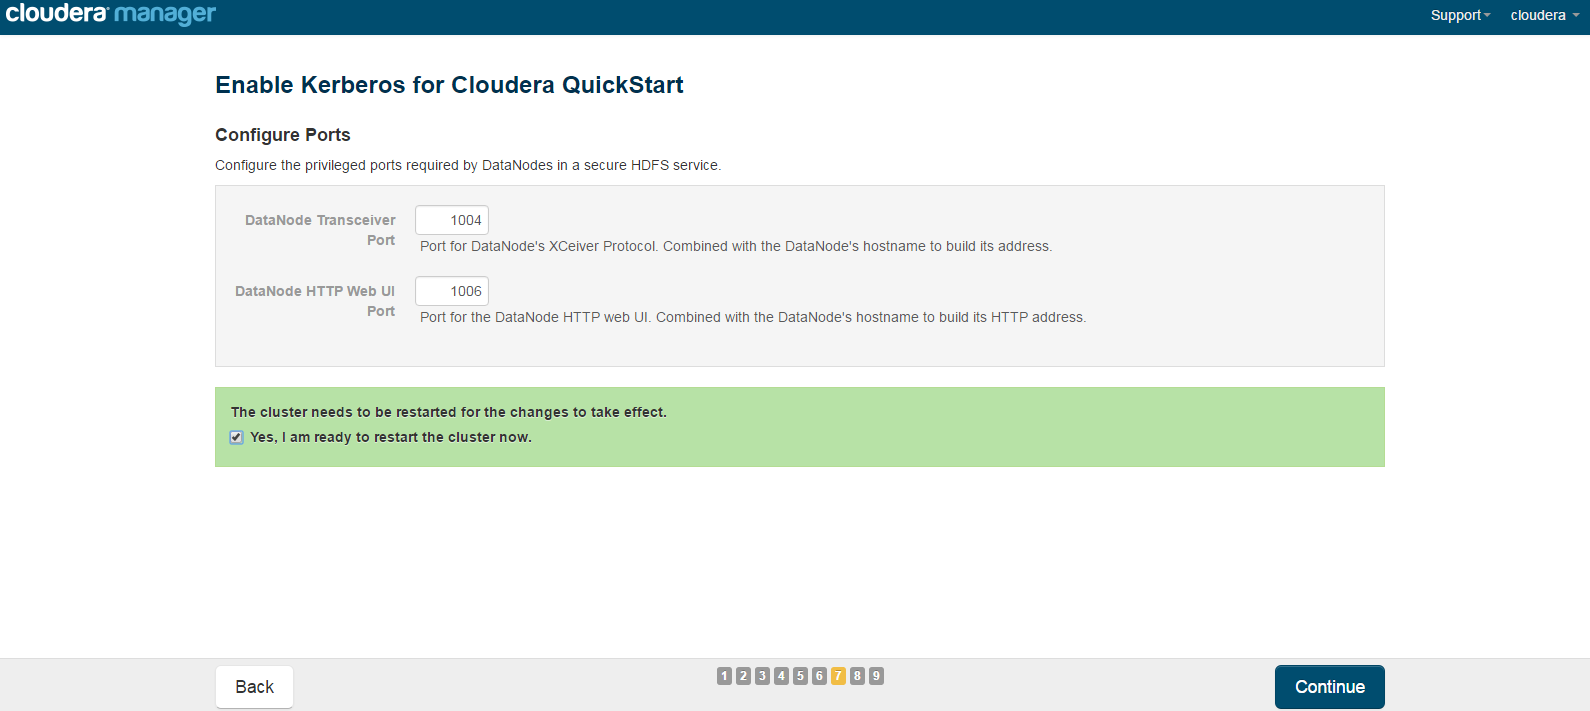 cloudera manager
Support cloudera
Enable Kerberos for Cloudera QuickStart
Configure Ports
Configure the privileged ports required by DataNodes in a secure HDFS service.
DataNode Transceiver
Port
1004
Port for DataNode's XCeiver Protocol. Combined with the DataNode's hostname to build its address.
DataNode HTTP Web UI
Port
1006
Port for the DataNode HTTP web UI. Combined with the DataNode's hostname to build its HTTP address.
The cluster needs to be restarted for the changes to take effect.
Yes, I am ready to restart the cluster now.
Back
1 2 3 4 5 6 7 8 9
Continue